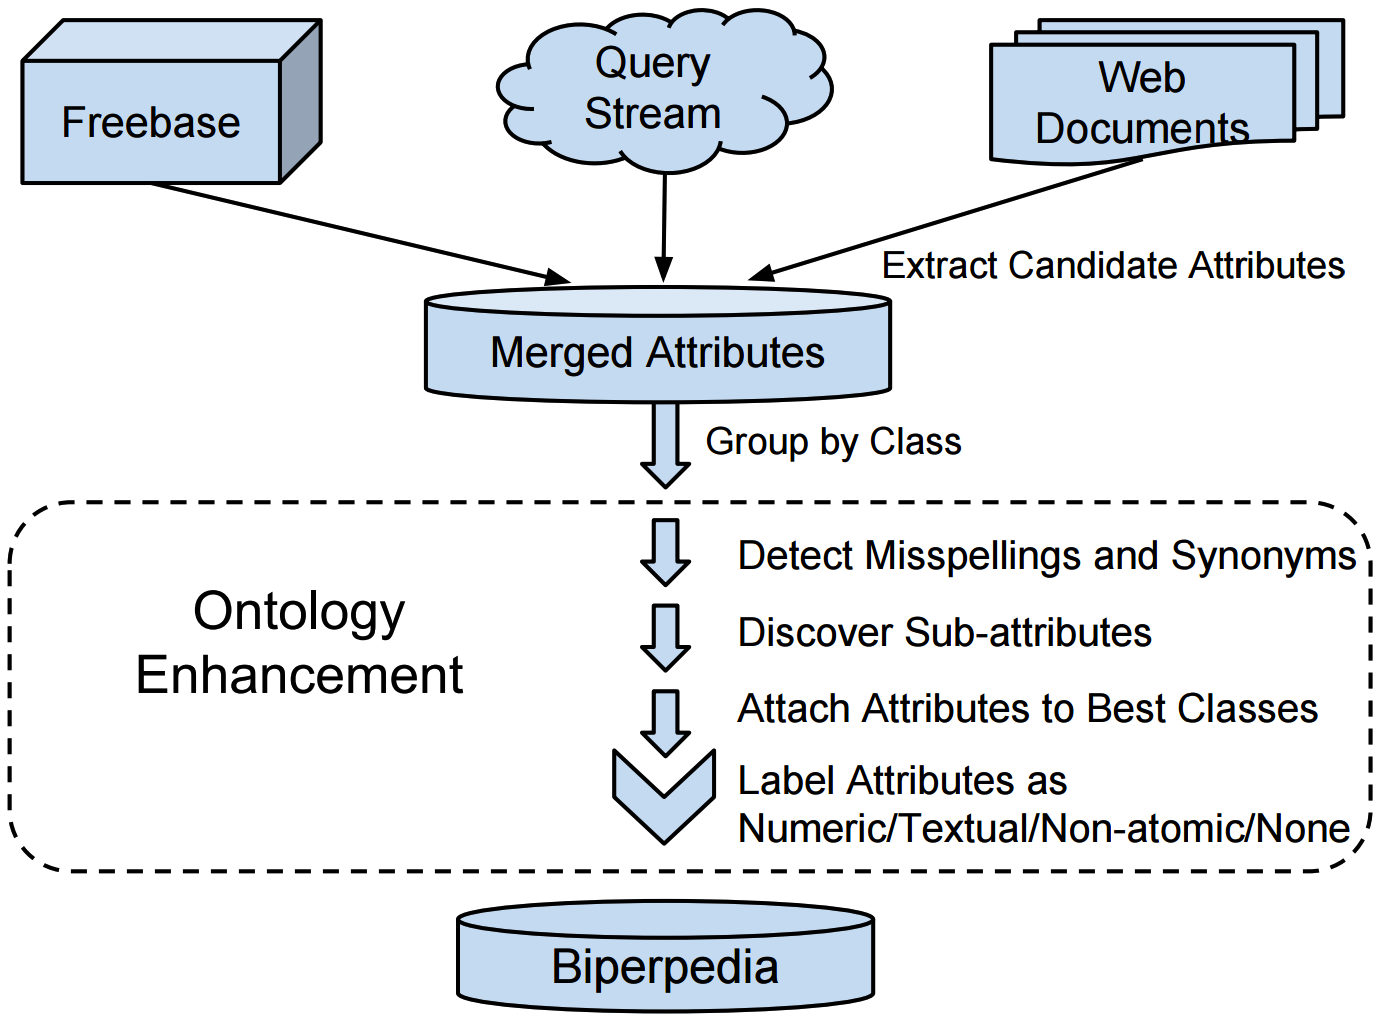 Freebase
Query
Stream
Web
Documents
Extract Candidate Attributes
Merged Attributes
Group by Class
Ontology
Enhancement
Detect Misspellings and Synonyms
Discover Sub-attributes
Attach Attributes to Best Classes
Label Attributes as
Numeric/Textual/Non-atomic/None
Biperpedia